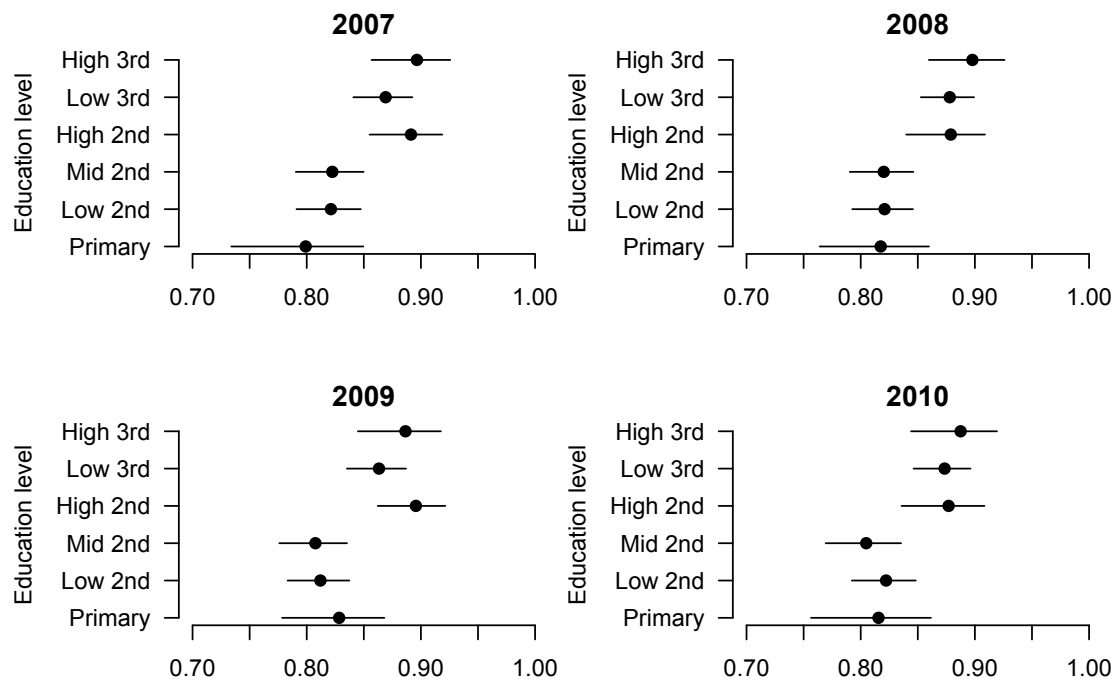 2007
Education level
High 3rd
Low 3rd
High 2nd
Mid 2nd
Low 2nd
Primary
0.70 0.80 0.90 1.00
2008
Education level
High 3rd
Low 3rd
High 2nd
Mid 2nd
Low 2nd
Primary
0.70 0.80 0.90 1.00
2009
Education level
High 3rd
Low 3rd
High 2nd
Mid 2nd
Low 2nd
Primary
0.70 0.80 0.90 1.00
2010
Education level
High 3rd
Low 3rd
High 2nd
Mid 2nd
Low 2nd
Primary
0.70 0.80 0.90 1.00